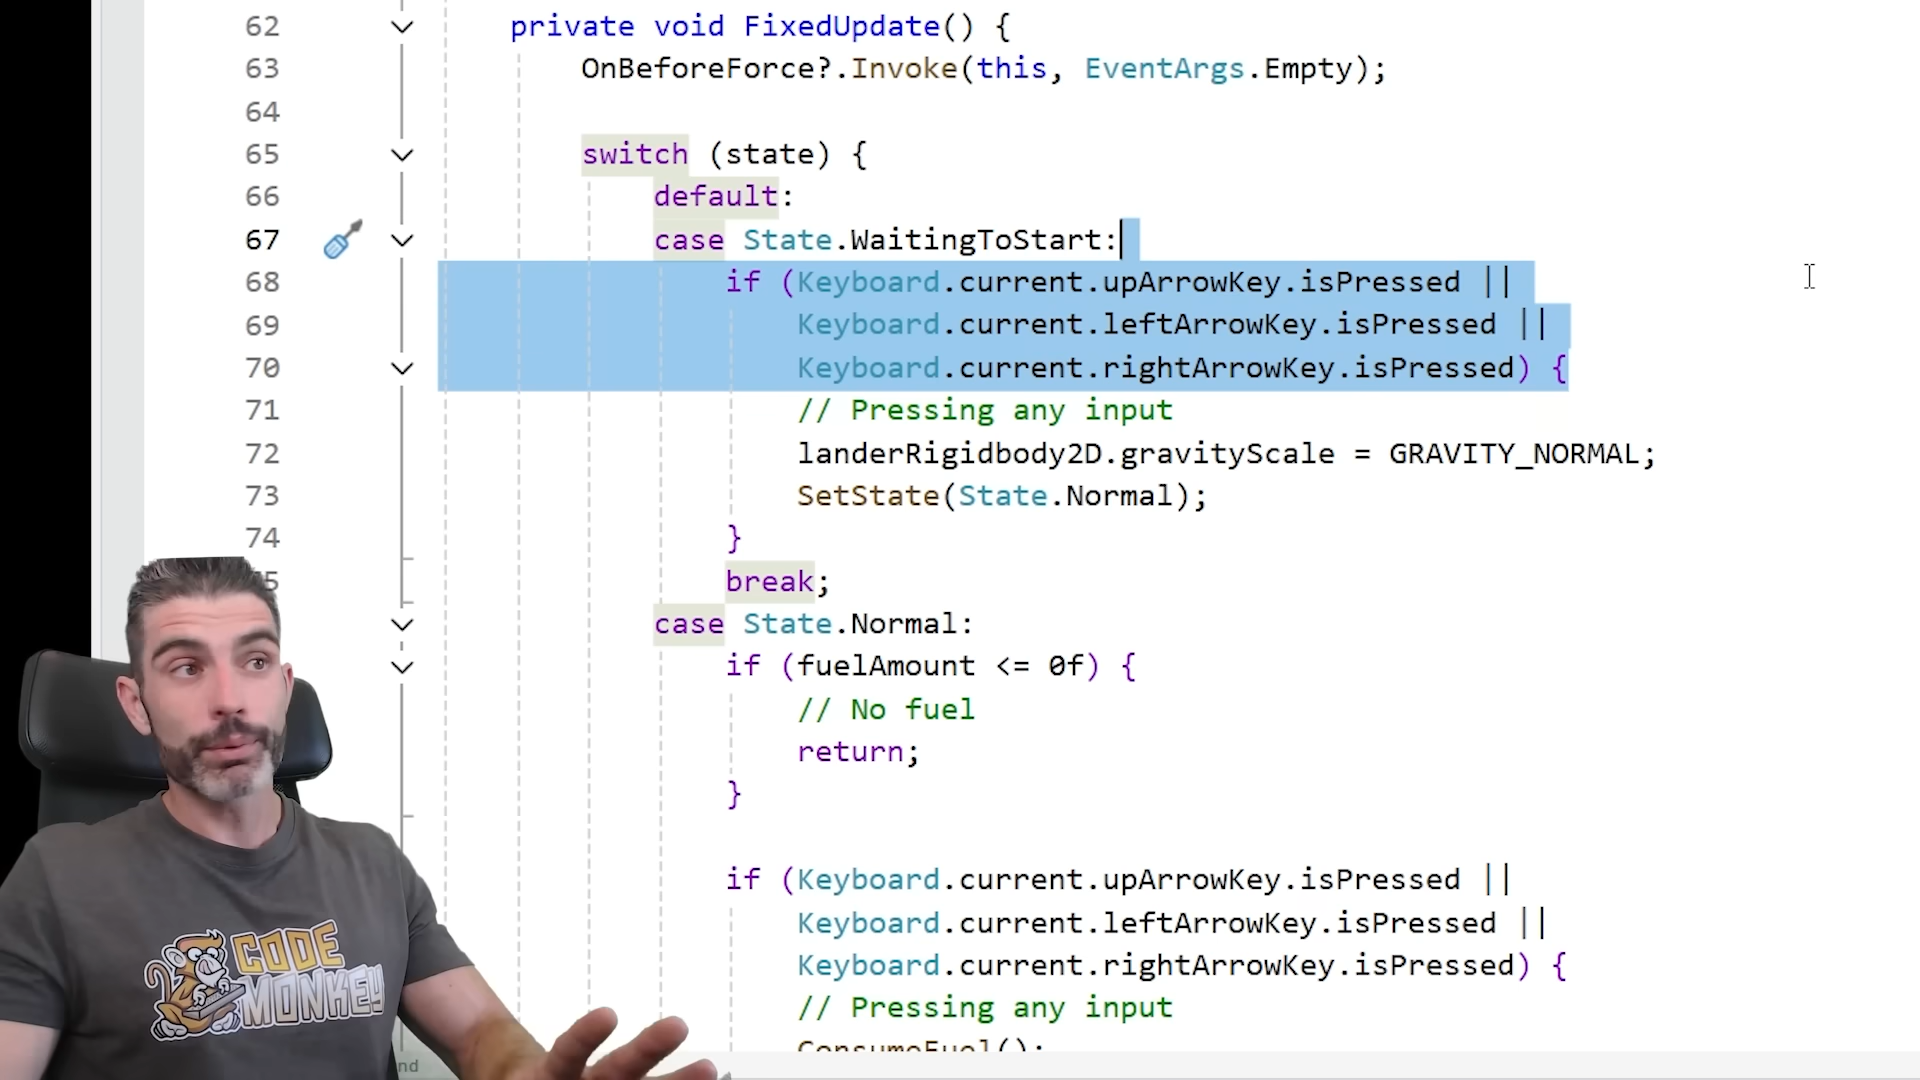 62 private void FixedUpdate() {
63 OnBeforeForce?.Invoke(this, EventArgs.Empty);
64
65 switch (state) {
66 default:
67 case State.WaitingToStart:
68 if (Keyboard.current.upArrowKey.isPressed ||
69 Keyboard.current.leftArrowKey.isPressed ||
70 Keyboard.current.rightArrowKey.isPressed) {
71 // Pressing any input
72 landerRigidbody2D.gravityScale = GRAVITY_NORMAL;
73 SetState(State.Normal);
74 }
5 break;
case State.Normal:
if (fuelAmount <= 0f) {
// No fuel
return;
}
if (Keyboard.current.upArrowKey.isPressed ||
Keyboard.current.leftArrowKey.isPressed ||
Keyboard.current.rightArrowKey.isPressed) {
// Pressing any input
ConsumeFuel();
CODE
MONKEY
nd